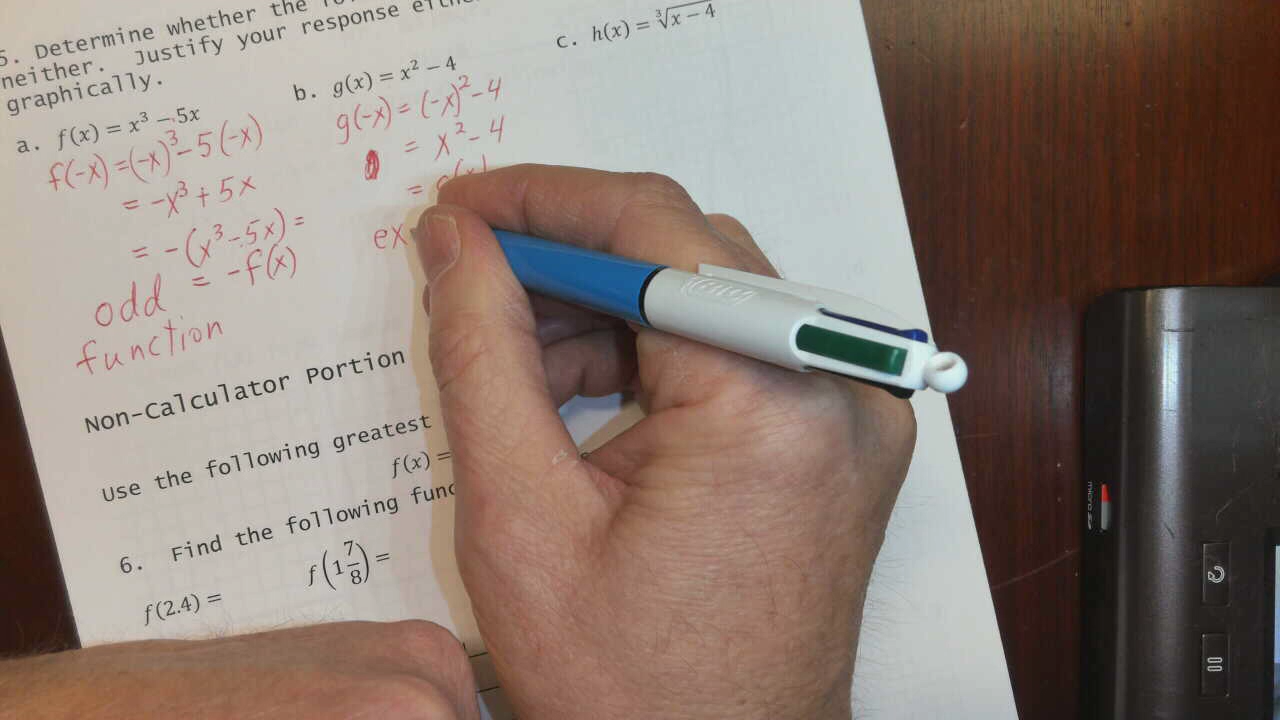 5. Determine whether the
neither. Justify your response
graphically.
a. f(x) = x³ − 5x
f(-x) = (-x)³ - 5(-x)
= -x³ + 5x
= -(x³ - 5x) =
= -f(x)
odd
function
b. g(x) = x² − 4
g(-x) = (-x)² - 4
= x² - 4
=
c. h(x) = ∛x − 4
Non-Calculator Portion
Use the following greatest
f(x) =
6. Find the following
f(2.4) =
f(1 7/8) =
micro